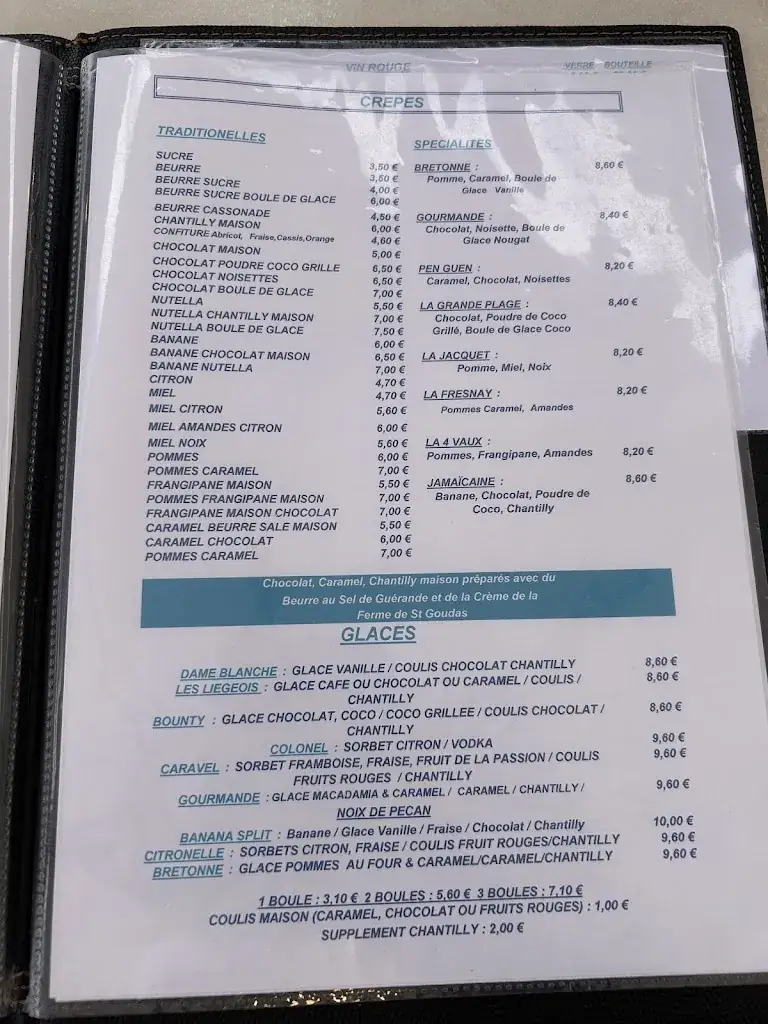 VIN ROUGE VERRE BOUTEILLE
CREPES
TRADITIONELLES
SUCRE 3,50 €
BEURRE 3,50 €
BEURRE SUCRE 4,00 €
BEURRE SUCRE BOULE DE GLACE 6,00 €
BEURRE CASSONADE 4,50 €
CHANTILLY MAISON 6,00 €
CONFITURE Abricot, Fraise,Cassis,Orange 4,60 €
CHOCOLAT MAISON 5,00 €
CHOCOLAT POUDRE COCO GRILLE 6,50 €
CHOCOLAT NOISETTES 6,50 €
CHOCOLAT BOULE DE GLACE 7,00 €
NUTELLA 5,50 €
NUTELLA CHANTILLY MAISON 7,00 €
NUTELLA BOULE DE GLACE 7,50 €
BANANE 6,00 €
BANANE CHOCOLAT MAISON 6,50 €
BANANE NUTELLA 7,00 €
CITRON 4,70 €
MIEL 4,70 €
MIEL CITRON 5,60 €
MIEL AMANDES CITRON 6,00 €
MIEL NOIX 5,60 €
POMMES 6,00 €
POMMES CARAMEL 7,00 €
FRANGIPANE MAISON 5,50 €
POMMES FRANGIPANE MAISON 7,00 €
FRANGIPANE MAISON CHOCOLAT 7,00 €
CARAMEL BEURRE SALE MAISON 5,50 €
CARAMEL CHOCOLAT 6,00 €
POMMES CARAMEL 7,00 €
SPECIALITES
BRETONNE : 8,60 €
Pomme, Caramel, Boule de
Glace Vanille
GOURMANDE : 8,40 €
Chocolat, Noisette, Boule de
Glace Nougat
PEN GUEN : 8,20 €
Caramel, Chocolat, Noisettes
LA GRANDE PLAGE : 8,40 €
Chocolat, Poudre de Coco
Grillé, Boule de Glace Coco
LA JACQUET : 8,20 €
Pomme, Miel, Noix
LA FRESNAY : 8,20 €
Pommes Caramel, Amandes
LA 4 VAUX :
Pommes, Frangipane, Amandes 8,20 €
JAMAÏCAINE : 8,60 €
Banane, Chocolat, Poudre de
Coco, Chantilly
Chocolat, Caramel, Chantilly maison préparés avec du
Beurre au Sel de Guérande et de la Crème de la
Ferme de St Goudas
GLACES
DAME BLANCHE : GLACE VANILLE / COULIS CHOCOLAT CHANTILLY 8,60 €
LES LIEGEOIS : GLACE CAFE OU CHOCOLAT OU CARAMEL / COULIS / 8,60 €
CHANTILLY
BOUNTY : GLACE CHOCOLAT, COCO / COCO GRILLEE / COULIS CHOCOLAT / 8,60 €
CHANTILLY
COLONEL : SORBET CITRON / VODKA 9,60 €
CARAVEL : SORBET FRAMBOISE, FRAISE, FRUIT DE LA PASSION / COULIS 9,60 €
FRUITS ROUGES / CHANTILLY
GOURMANDE : GLACE MACADAMIA & CARAMEL / CARAMEL / CHANTILLY / 9,60 €
NOIX DE PECAN
BANANA SPLIT : Banane / Glace Vanille / Fraise / Chocolat / Chantilly 10,00 €
CITRONELLE : SORBETS CITRON, FRAISE / COULIS FRUIT ROUGES/CHANTILLY 9,60 €
BRETONNE : GLACE POMMES AU FOUR & CARAMEL/CARAMEL/CHANTILLY 9,60 €
1 BOULE : 3,10 € 2 BOULES : 5,60 € 3 BOULES : 7,10 €
COULIS MAISON (CARAMEL, CHOCOLAT OU FRUITS ROUGES) : 1,00 €
SUPPLEMENT CHANTILLY : 2,00 €